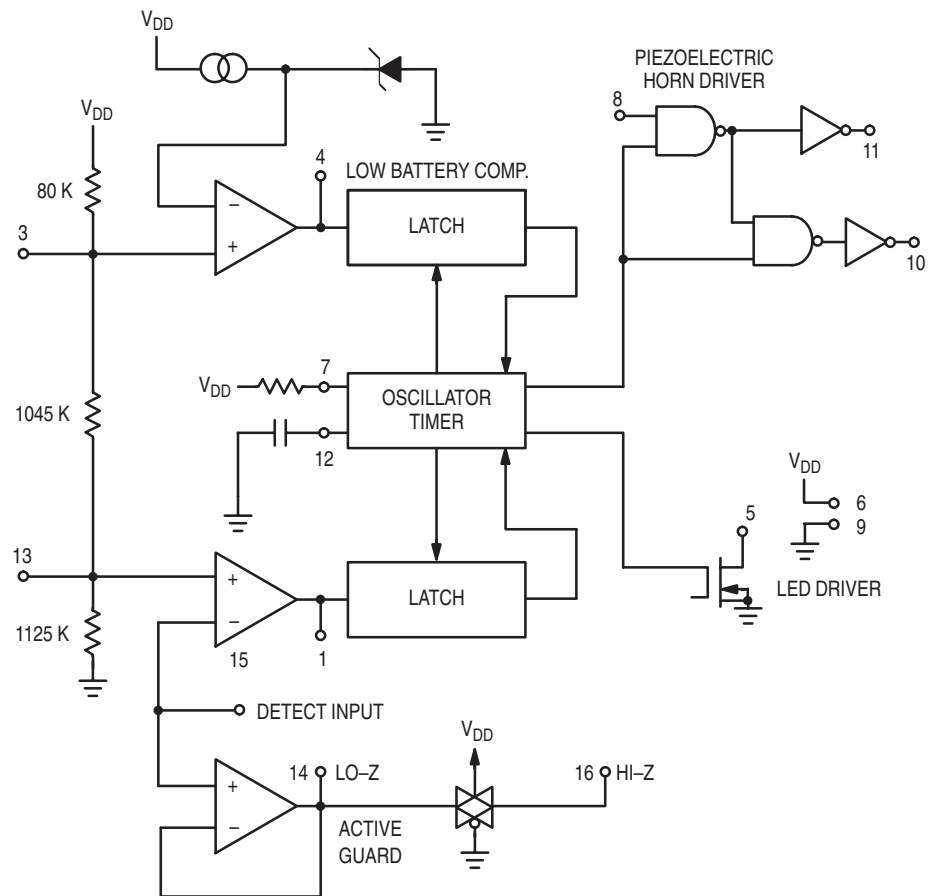 VDD
PIEZOELECTRIC
HORN DRIVER
8
11
VDD
80 K
3
4
LOW BATTERY COMP.
−
+
LATCH
10
7
VDD
OSCILLATOR
TIMER
12
1045 K
VDD
6
9
5
LED DRIVER
13
+
−
15
1
LATCH
1125 K
DETECT INPUT
VDD
14 LO–Z
16 HI–Z
+
−
ACTIVE
GUARD